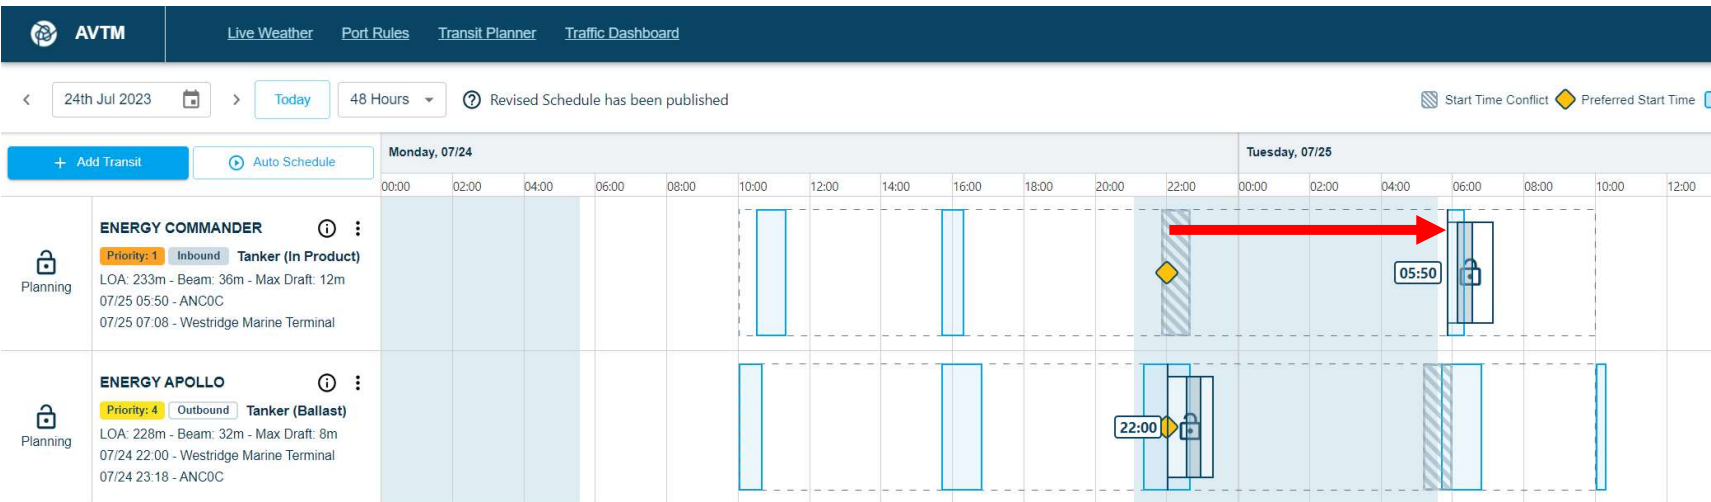 AVTM Live Weather Port Rules Transit Planner Traffic Dashboard
24th Jul 2023 Today 48 Hours Revised Schedule has been published Start Time Conflict Preferred Start Time
+ Add Transit Auto Schedule Monday, 07/24 Tuesday, 07/25
00:00 02:00 04:00 06:00 08:00 10:00 12:00 14:00 16:00 18:00 20:00 22:00 00:00 02:00 04:00 06:00 08:00 10:00 12:00
Planning
ENERGY COMMANDER
Priority: 1 Inbound Tanker (In Product)
LOA: 233m - Beam: 36m - Max Draft: 12m
07/25 05:50 - ANC0C
07/25 07:08 - Westridge Marine Terminal
05:50
Planning
ENERGY APOLLO
Priority: 4 Outbound Tanker (Ballast)
LOA: 228m - Beam: 32m - Max Draft: 8m
07/24 22:00 - Westridge Marine Terminal
07/24 23:18 - ANC0C
22:00